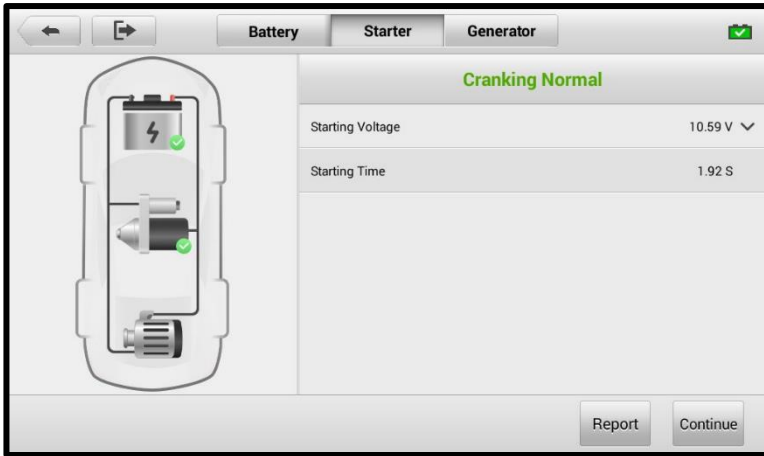 Battery Starter Generator
Cranking Normal
Starting Voltage 10.59 V
Starting Time 1.92 S
Report Continue